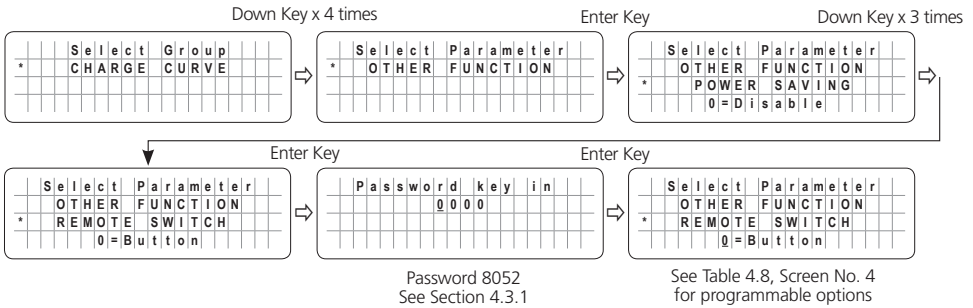 Down Key x 4 times
Enter Key
Down Key x 3 times
Select Group
* CHARGE CURVE
Select Parameter
* OTHER FUNCTION
Select Parameter
OTHER FUNCTION
* POWER SAVING
0=Disable
Enter Key
Enter Key
Select Parameter
OTHER FUNCTION
* REMOTE SWITCH
0=Button
Password key in
0000
Select Parameter
OTHER FUNCTION
* REMOTE SWITCH
0=Button
Password 8052
See Section 4.3.1
See Table 4.8, Screen No. 4
for programmable options